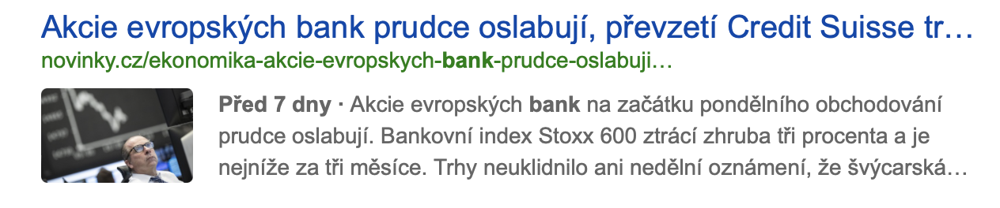 Akcie evropských bank prudce oslabují, převzetí Credit Suisse tr…
novinky.cz/ekonomika-akcie-evropskych-bank-prudce-oslabuji…
Před 7 dny · Akcie evropských bank na začátku pondělního obchodování
prudce oslabují. Bankovní index Stoxx 600 ztrácí zhruba tři procenta a je
nejníže za tři měsíce. Trhy neuklidnilo ani nedělní oznámení, že švýcarská…